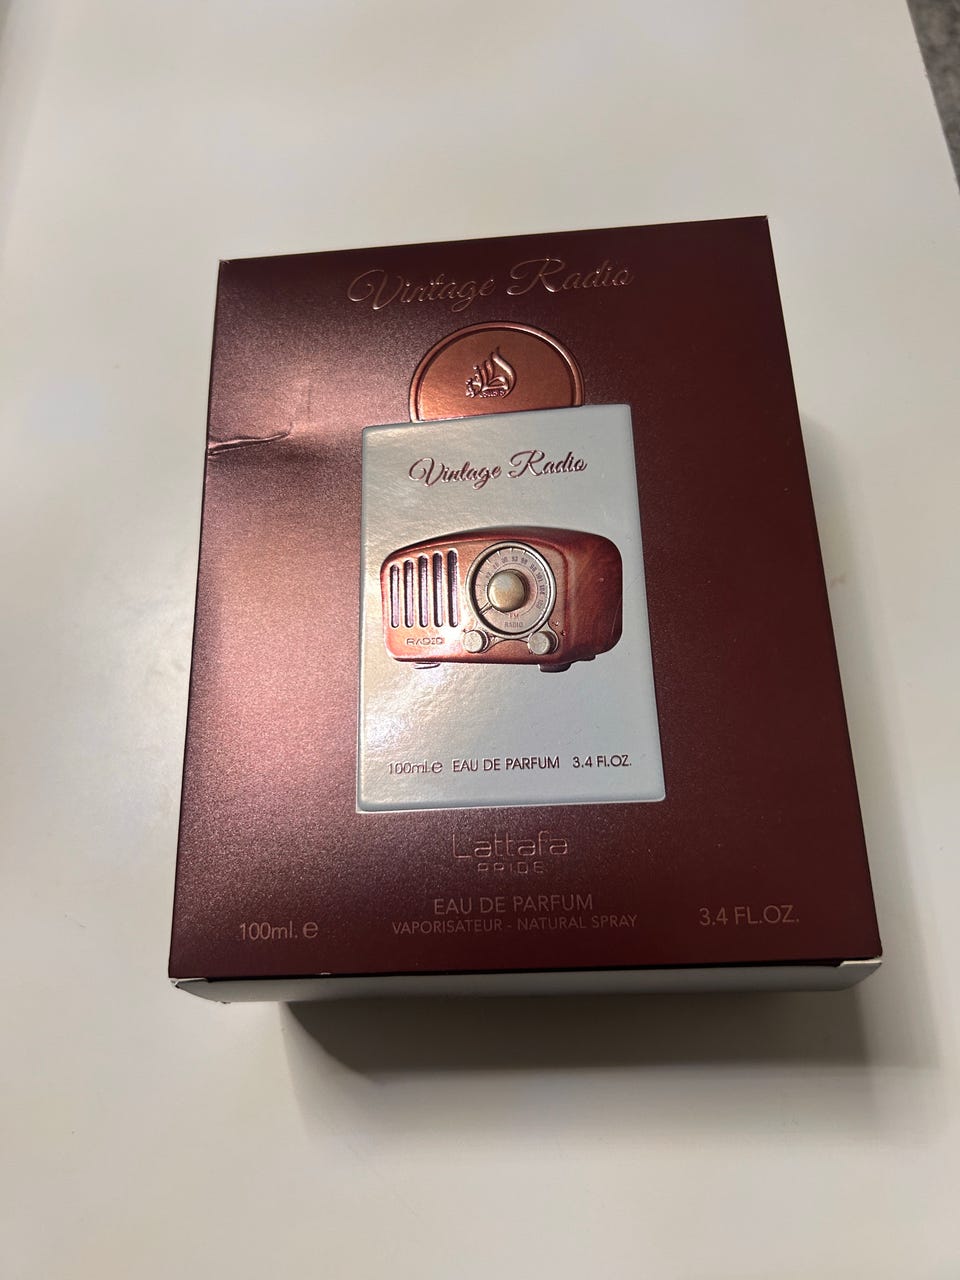 Vintage Radio
Vintage Radio
RADIO
FM
RADIO
100ml.e EAU DE PARFUM 3.4 Fl.OZ.
Lattafa
PRIDE
EAU DE PARFUM
VAPORISATEUR - NATURAL SPRAY
100ml. e
3.4 FL.OZ.